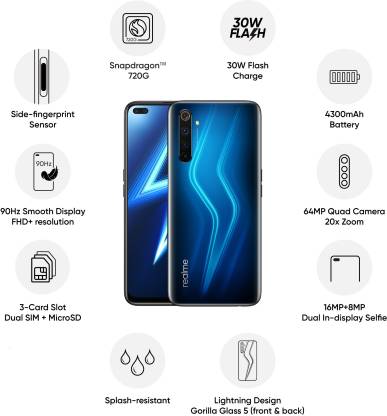 720G
30W
FLASH
Snapdragon™
720G
30W Flash
Charge
Side-fingerprint
Sensor
4300mAh
Battery
90Hz
90Hz Smooth Display
FHD+ resolution
64MP Quad Camera
20x Zoom
realme
3-Card Slot
Dual SIM + MicroSD
16MP+8MP
Dual In-display Selfie
Splash-resistant
Lightning Design
Gorilla Glass 5 (front & back)